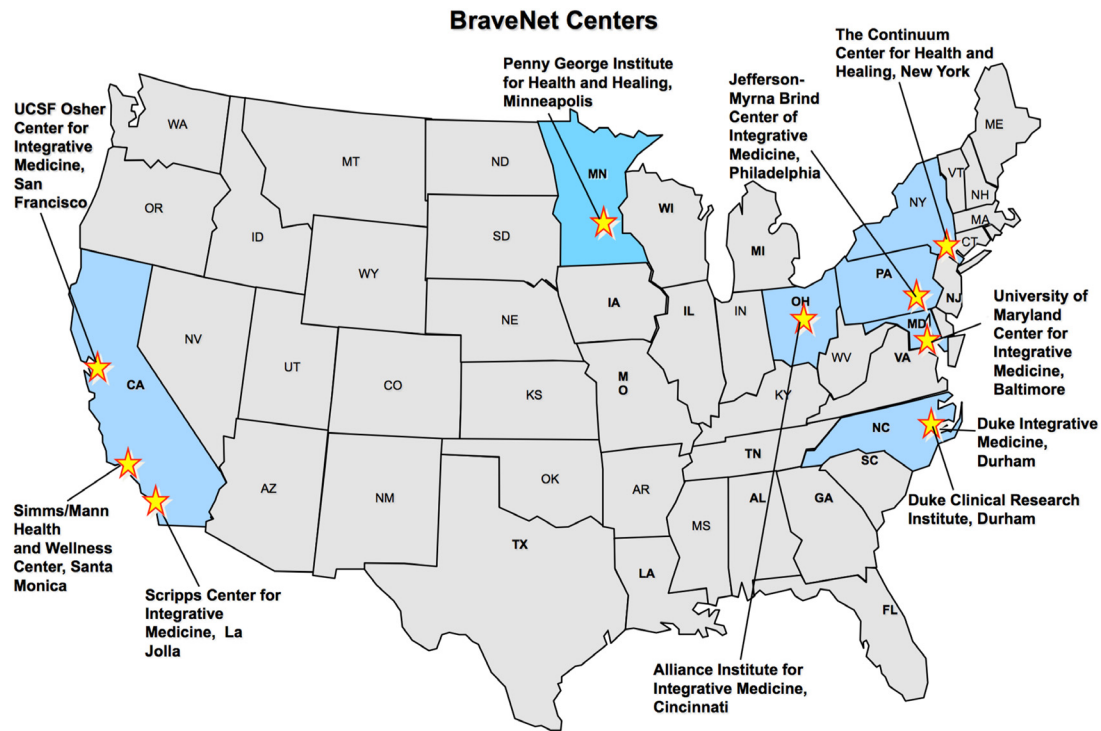 BraveNet Centers
The Continuum
Center for Health and
Healing, New York
Penny George Institute
for Health and Healing,
Minneapolis
Jefferson-
Myrna Brind
Center of
Integrative
Medicine,
Philadelphia
UCSF Osher
Center for
Integrative
Medicine,
San
Francisco
WA
MT
ND
MN
ME
VT
NH
NY
MA
CT
OR
ID
SD
WI
MI
WY
PA
NJ
IA
NE
IL
IN
OH
MD
University of
Maryland
Center for
Integrative
Medicine,
Baltimore
NV
UT
CO
CA
KS
M
O
WV
VA
KY
NC
Duke Integrative
Medicine,
Durham
TN
SC
AZ
NM
OK
AR
MS
AL
GA
Duke Clinical Research
Institute, Durham
TX
LA
FL
Simms/Mann
Health
and Wellness
Center, Santa
Monica
Scripps Center for
Integrative
Medicine, La
Jolla
Alliance Institute for
Integrative Medicine,
Cincinnati